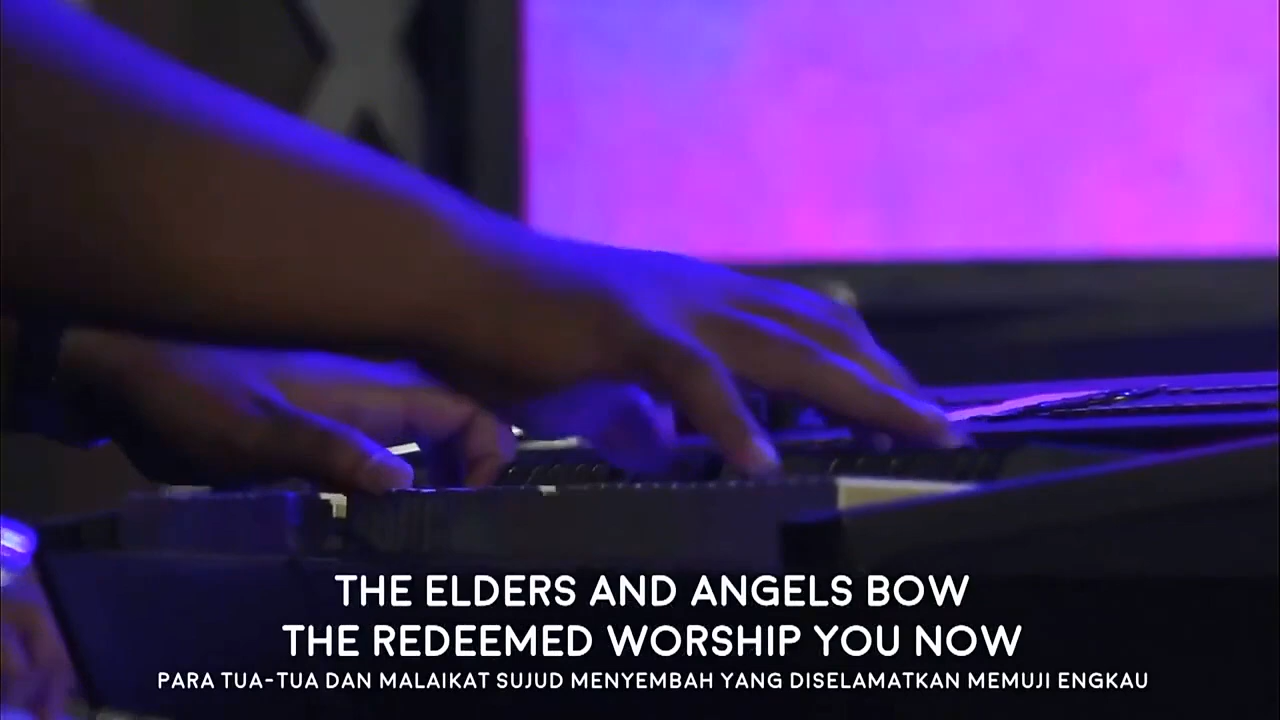 THE ELDERS AND ANGELS BOW
THE REDEEMED WORSHIP YOU NOW
PARA TUA-TUA DAN MALAIKAT SUJUD MENYEMBAH YANG DISELAMATKAN MEMUJI ENGKAU